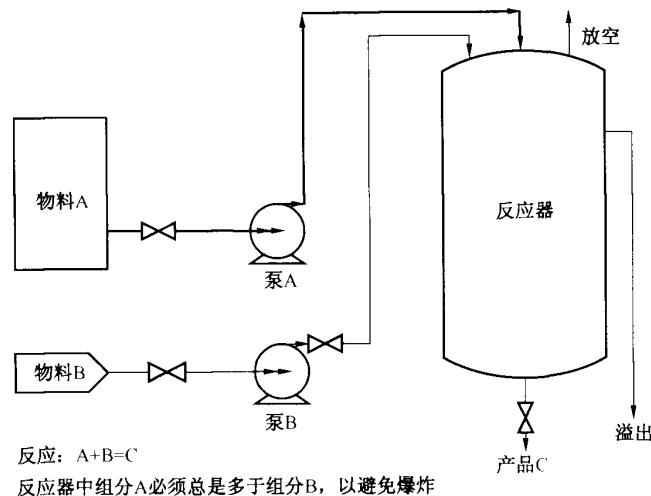 放空
物料A
反应器
泵A
物料B
泵B
溢出
产品C
反应：A+B=C
反应器中组分A必须总是多于组分B，以避免爆炸